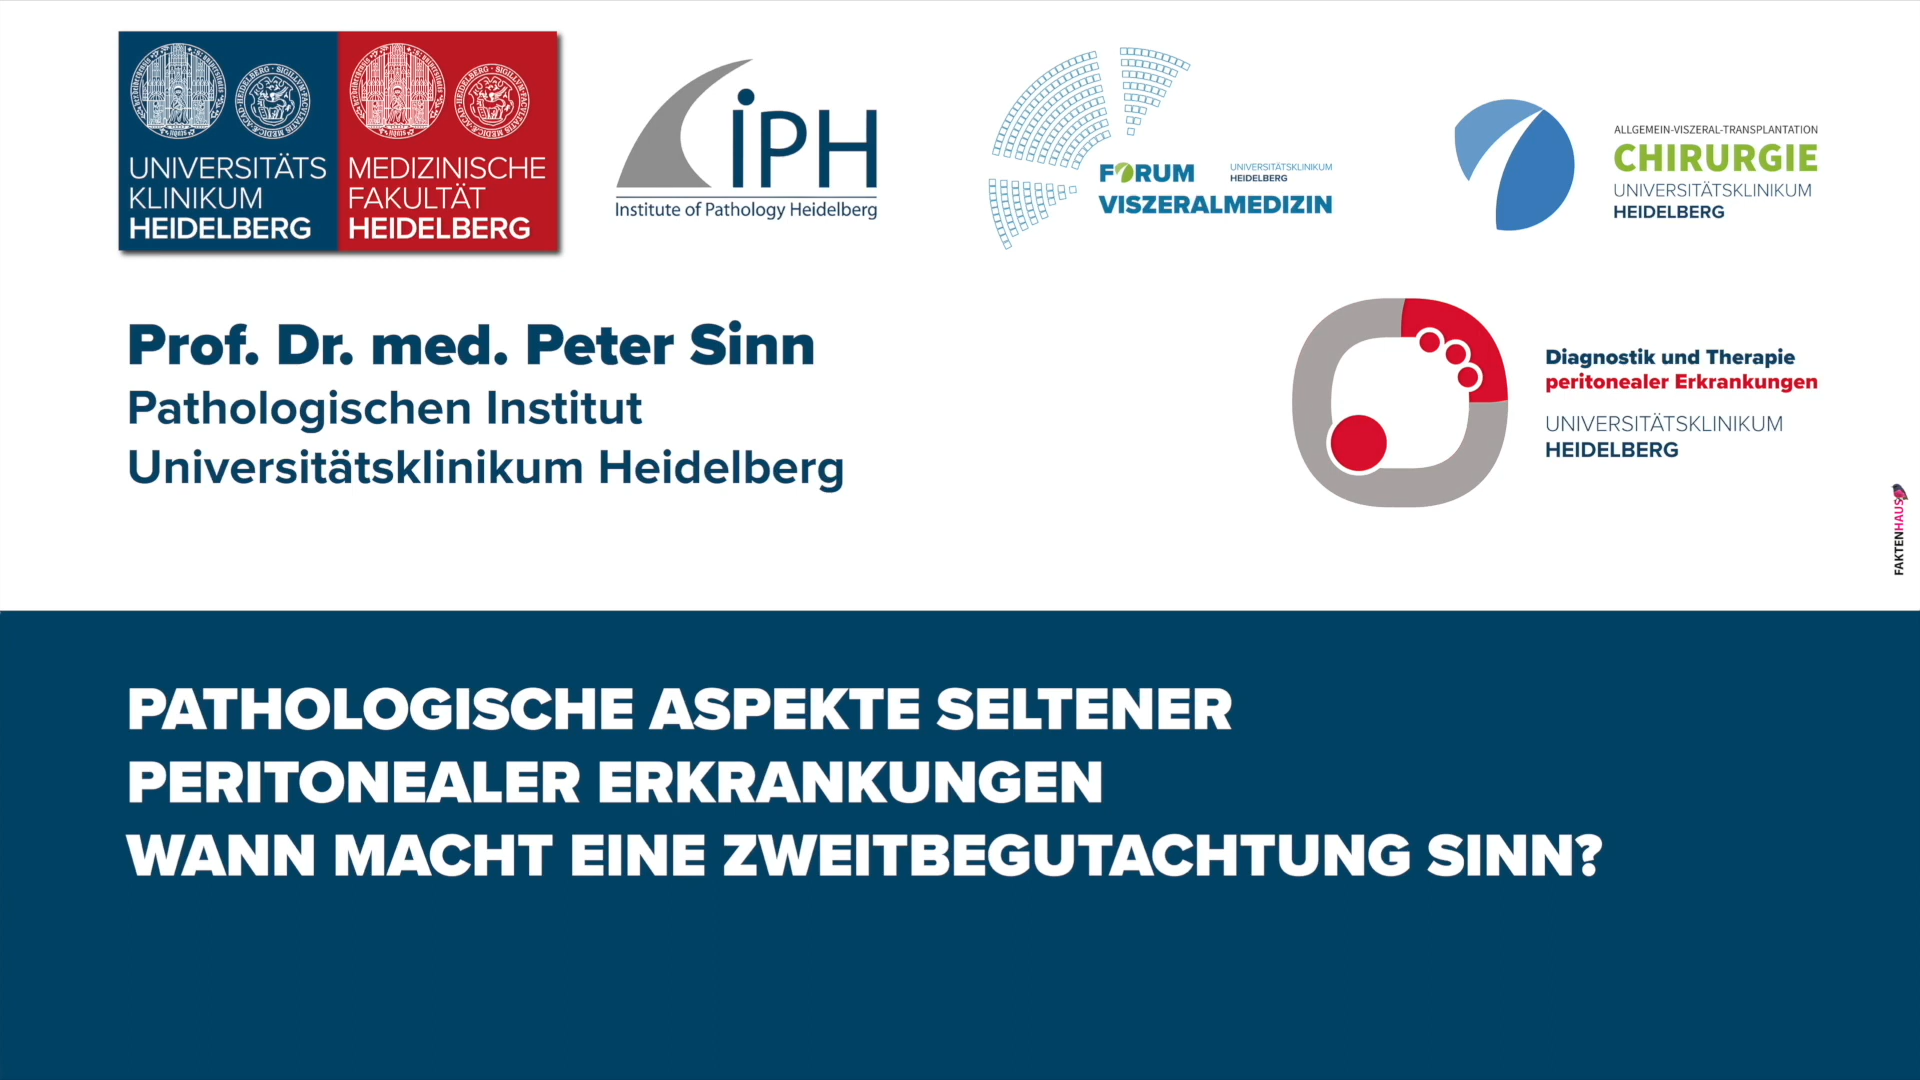 UNIVERSITÄTS
KLINIKUM
HEIDELBERG
MEDIZINISCHE
FAKULTÄT
HEIDELBERG
iPH
Institute of Pathology Heidelberg
FORUM
VISZERALMEDIZIN
UNIVERSITÄTSKLINIKUM
HEIDELBERG
ALLGEMEIN-VISZERAL-TRANSPLANTATION
CHIRURGIE
UNIVERSITÄTSKLINIKUM
HEIDELBERG
Prof. Dr. med. Peter Sinn
Pathologischen Institut
Universitätsklinikum Heidelberg
Diagnostik und Therapie
peritonealer Erkrankungen
UNIVERSITÄTSKLINIKUM
HEIDELBERG
FAKTENHAUS
PATHOLOGISCHE ASPEKTE SELTENER
PERITONEALER ERKRANKUNGEN
WANN MACHT EINE ZWEITBEGUTACHTUNG SINN?